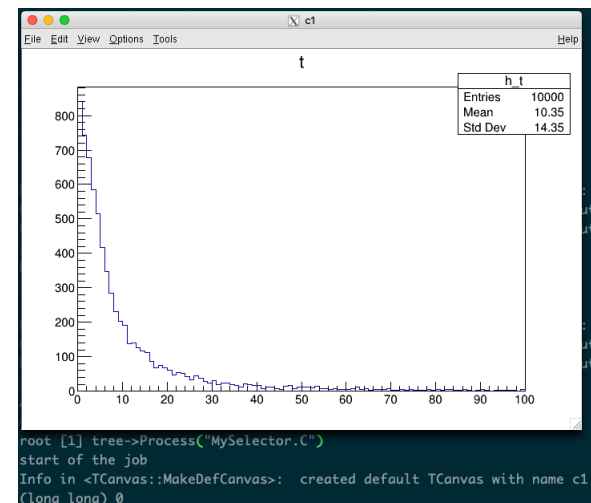 c1
File Edit View Options Tools Help
t
h_t
Entries 10000
Mean 10.35
Std Dev 14.35
800
700
600
500
400
300
200
100
0
0 10 20 30 40 50 60 70 80 90 100
root [1] tree->Process("MySelector.C")
start of the job
Info in <TCanvas::MakeDefCanvas>:  created default TCanvas with name c1
(long long) 0